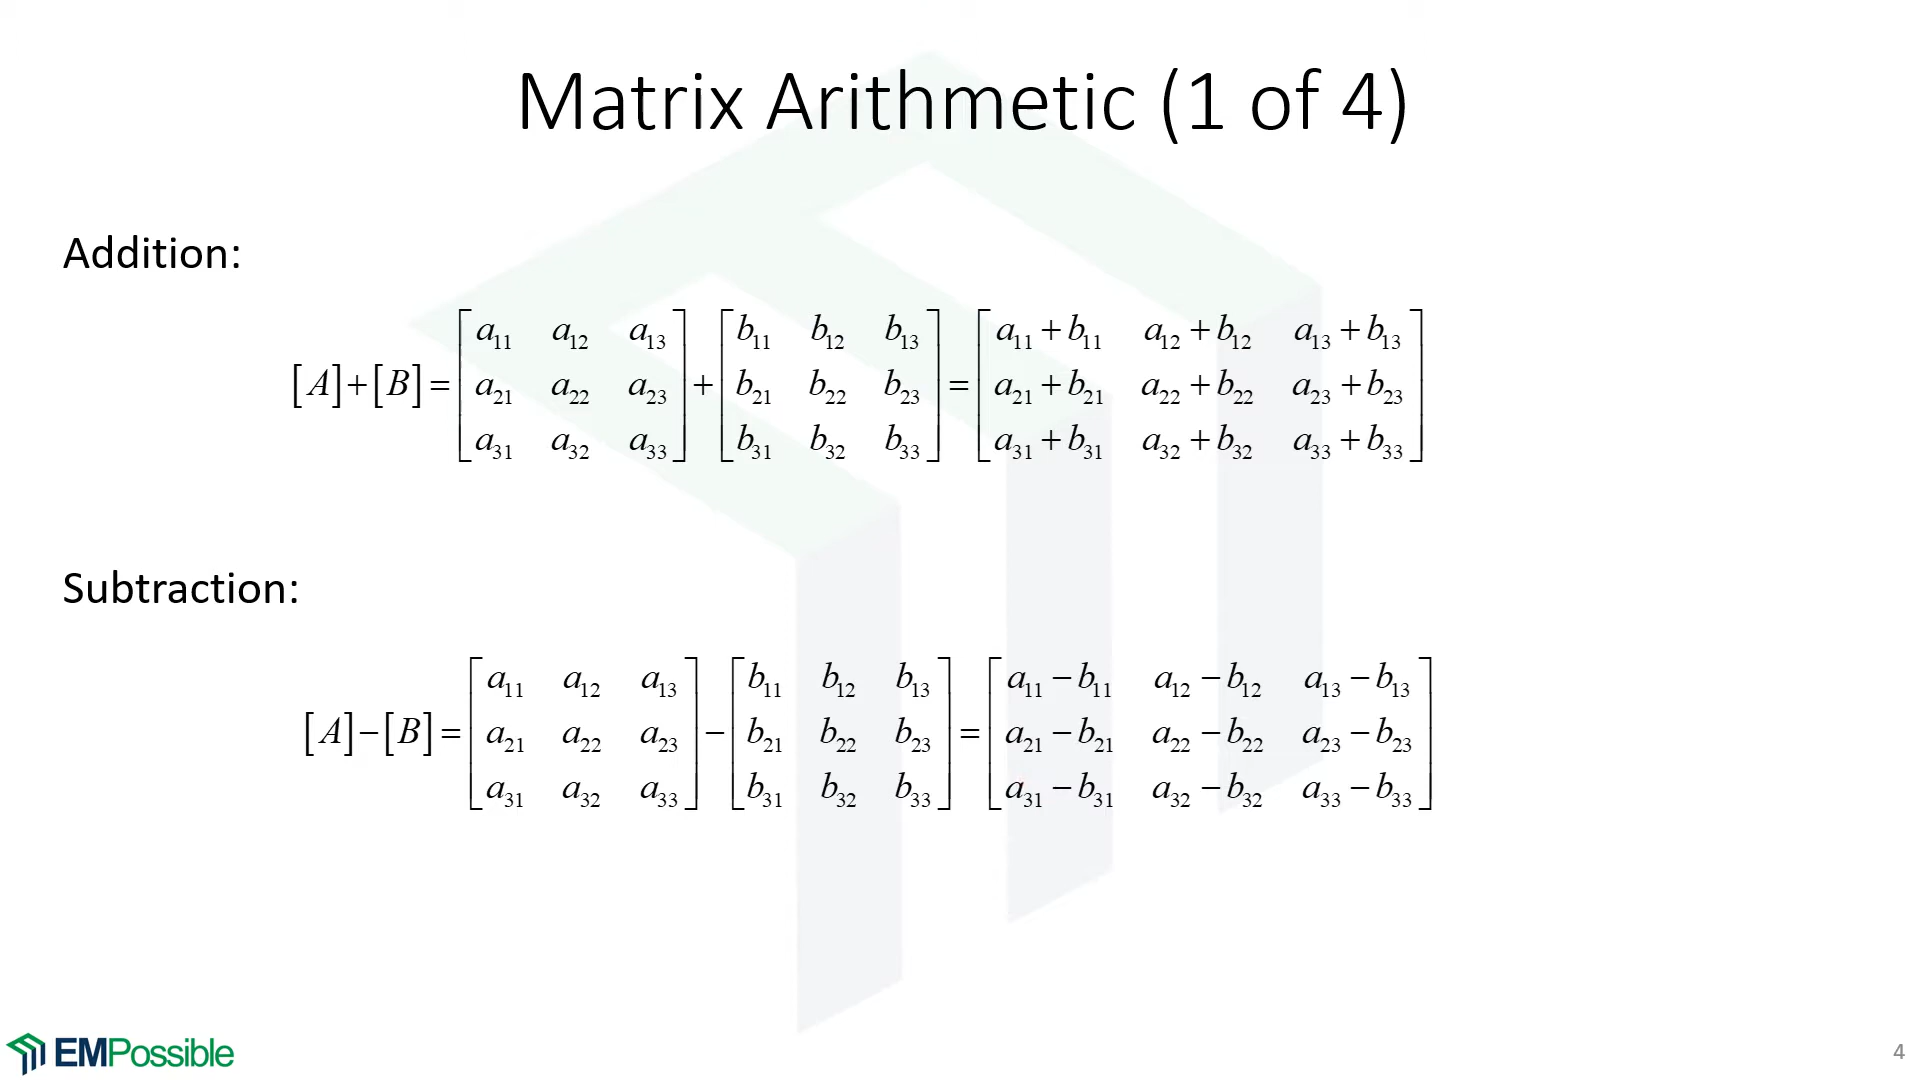 Matrix Arithmetic (1 of 4)
Addition:
[A]+[B]=[a₁₁ a₁₂ a₁₃; a₂₁ a₂₂ a₂₃; a₃₁ a₃₂ a₃₃]+[b₁₁ b₁₂ b₁₃; b₂₁ b₂₂ b₂₃; b₃₁ b₃₂ b₃₃]=[a₁₁+b₁₁ a₁₂+b₁₂ a₁₃+b₁₃; a₂₁+b₂₁ a₂₂+b₂₂ a₂₃+b₂₃; a₃₁+b₃₁ a₃₂+b₃₂ a₃₃+b₃₃]
Subtraction:
[A]−[B]=[a₁₁ a₁₂ a₁₃; a₂₁ a₂₂ a₂₃; a₃₁ a₃₂ a₃₃]−[b₁₁ b₁₂ b₁₃; b₂₁ b₂₂ b₂₃; b₃₁ b₃₂ b₃₃]=[a₁₁−b₁₁ a₁₂−b₁₂ a₁₃−b₁₃; a₂₁−b₂₁ a₂₂−b₂₂ a₂₃−b₂₃; a₃₁−b₃₁ a₃₂−b₃₂ a₃₃−b₃₃]
EMPossible
4